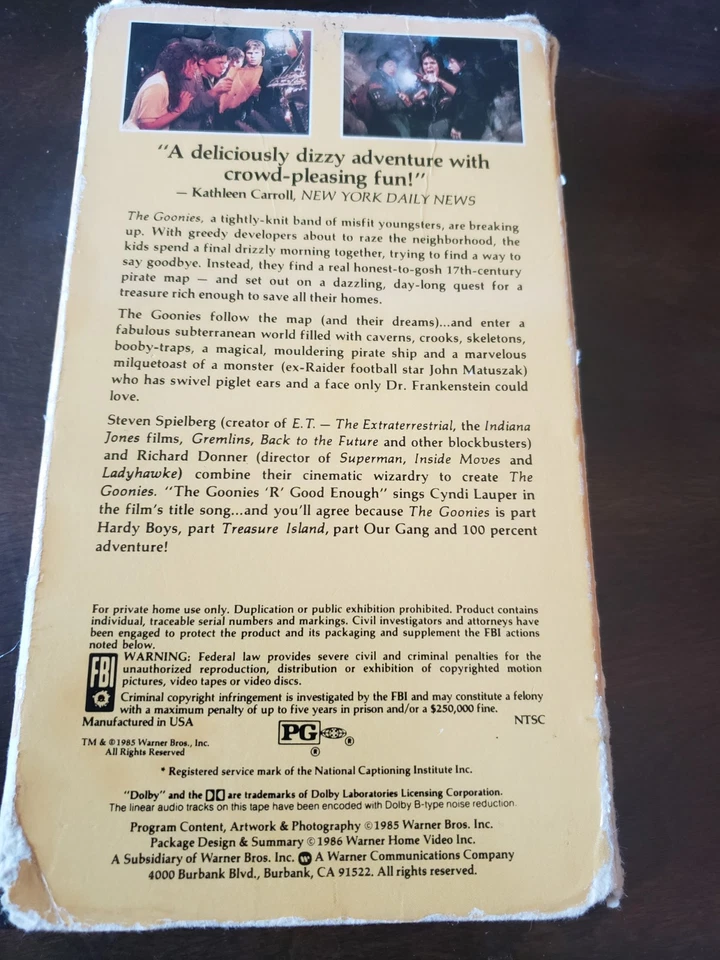 "A deliciously dizzy adventure with
crowd-pleasing fun!"
— Kathleen Carroll, NEW YORK DAILY NEWS
The Goonies, a tightly-knit band of misfit youngsters, are breaking
up. With greedy developers about to raze the neighborhood, the
kids spend a final drizzly morning together, trying to find a way to
say goodbye. Instead, they find a real honest-to-gosh 17th-century
pirate map — and set out on a dazzling, day-long quest for a
treasure rich enough to save all their homes.
The Goonies follow the map (and their dreams)...and enter a
fabulous subterranean world filled with caverns, crooks, skeletons,
booby-traps, a magical, mouldering pirate ship and a marvelous
milquetoast of a monster (ex-Raider football star John Matuszak)
who has swivel piglet ears and a face only Dr. Frankenstein could
love.
Steven Spielberg (creator of E.T. — The Extraterrestrial, the Indiana
Jones films, Gremlins, Back to the Future and other blockbusters)
and Richard Donner (director of Superman, Inside Moves and
Ladyhawke) combine their cinematic wizardry to create The
Goonies. "The Goonies 'R' Good Enough" sings Cyndi Lauper in
the film's title song...and you'll agree because The Goonies is part
Hardy Boys, part Treasure Island, part Our Gang and 100 percent
adventure!
For private home use only. Duplication or public exhibition prohibited. Product contains
individual, traceable serial numbers and markings. Civil investigators and attorneys have
been engaged to protect the product and its packaging and supplement the FBI actions
noted below.
FBI
WARNING: Federal law provides severe civil and criminal penalties for the
unauthorized reproduction, distribution or exhibition of copyrighted motion
pictures, video tapes or video discs.
Criminal copyright infringement is investigated by the FBI and may constitute a felony
with a maximum penalty of up to five years in prison and/or a $250,000 fine.
Manufactured in USA
NTSC
PG ®
®
TM & ©1985 Warner Bros., Inc.
All Rights Reserved
* Registered service mark of the National Captioning Institute Inc.
"Dolby" and the DD are trademarks of Dolby Laboratories Licensing Corporation.
The linear audio tracks on this tape have been encoded with Dolby B-type noise reduction.
Program Content, Artwork & Photography ©1985 Warner Bros. Inc.
Package Design & Summary ©1986 Warner Home Video Inc.
A Subsidiary of Warner Bros. Inc. W A Warner Communications Company
4000 Burbank Blvd., Burbank, CA 91522. All rights reserved.